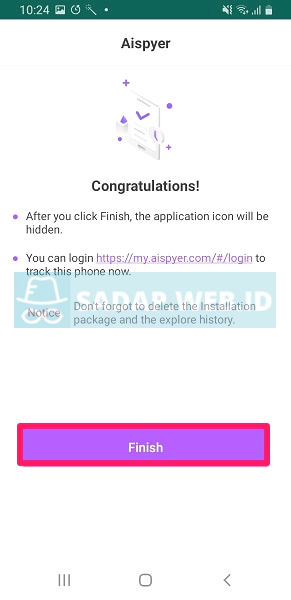 10:24
Aispyer
Congratulations!
After you click Finish, the application icon will be
hidden.
You can login https://my.aispyer.com/#/login to
track this phone now.
SADAP WEB.ID
Notice Don't forgot to delete the Installation
package and the explore history.
Finish